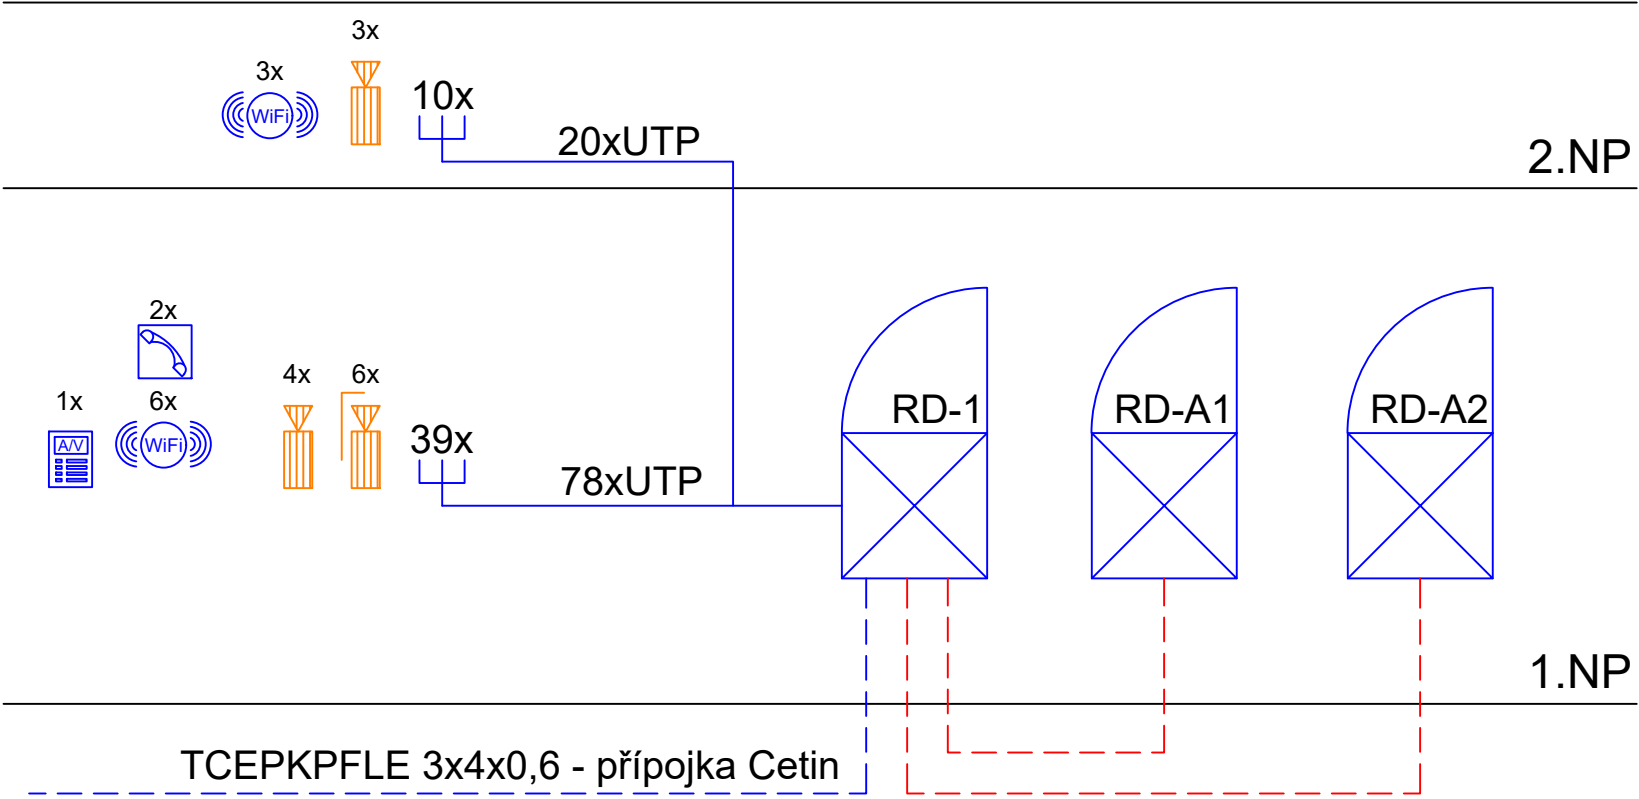 3x
3x
WiFi
10x
20xUTP
2.NP
2x
4x
6x
1x
6x
A/V
WiFi
39x
78xUTP
RD-1
RD-A1
RD-A2
1.NP
TCEPKPFLE 3x4x0,6 - přípojka Cetin